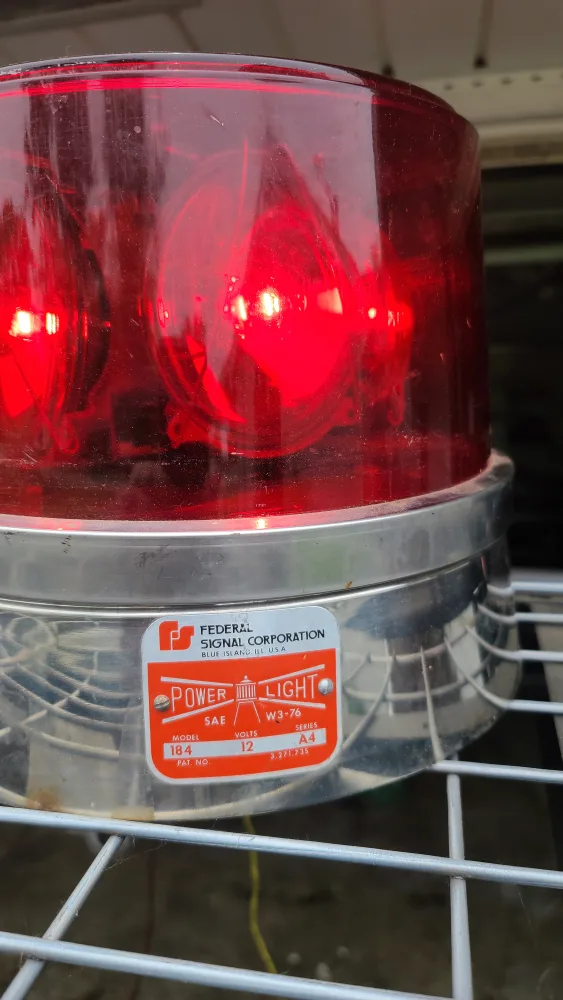 FS FEDERAL
SIGNAL CORPORATION
BLUE ISLAND, ILL. U.S.A.
POWER LIGHT
SAE W3-76
MODEL VOLTS SERIES
184 12 A4
PAT. NO. 3,271,735